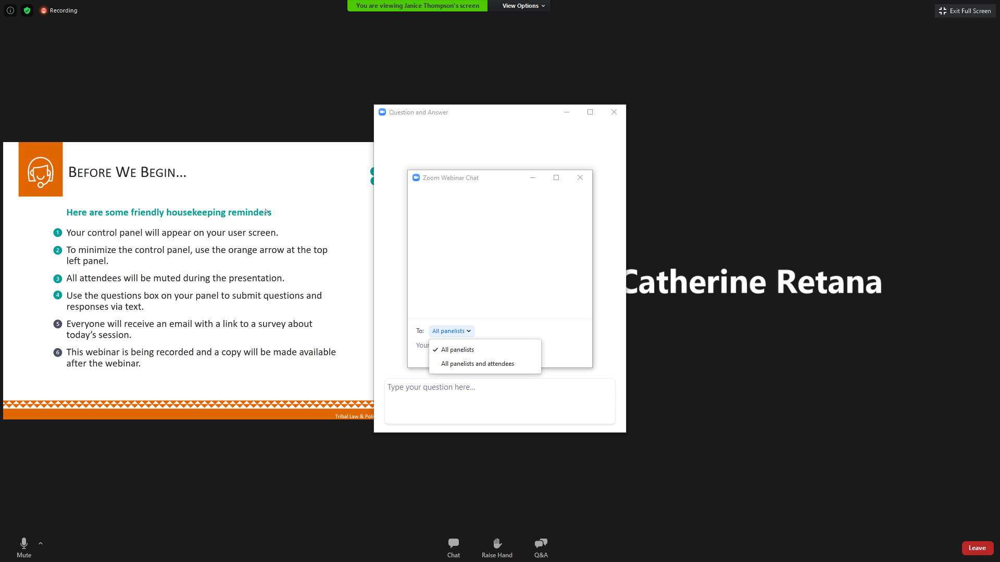 Recording
You are viewing Janice Thompson's screen
View Options
Exit Full Screen
BEFORE WE BEGIN...
Here are some friendly housekeeping reminders
1 Your control panel will appear on your user screen.
2 To minimize the control panel, use the orange arrow at the top
left panel.
3 All attendees will be muted during the presentation.
4 Use the questions box on your panel to submit questions and
responses via text.
5 Everyone will receive an email with a link to a survey about
today's session.
6 This webinar is being recorded and a copy will be made available
after the webinar.
Tribal Law & Poli
Question and Answer
Zoom Webinar Chat
To: All panelists
Your
All panelists
All panelists and attendees
Type your question here...
Catherine Retana
Mute
Chat
Raise Hand
Q&A
Leave